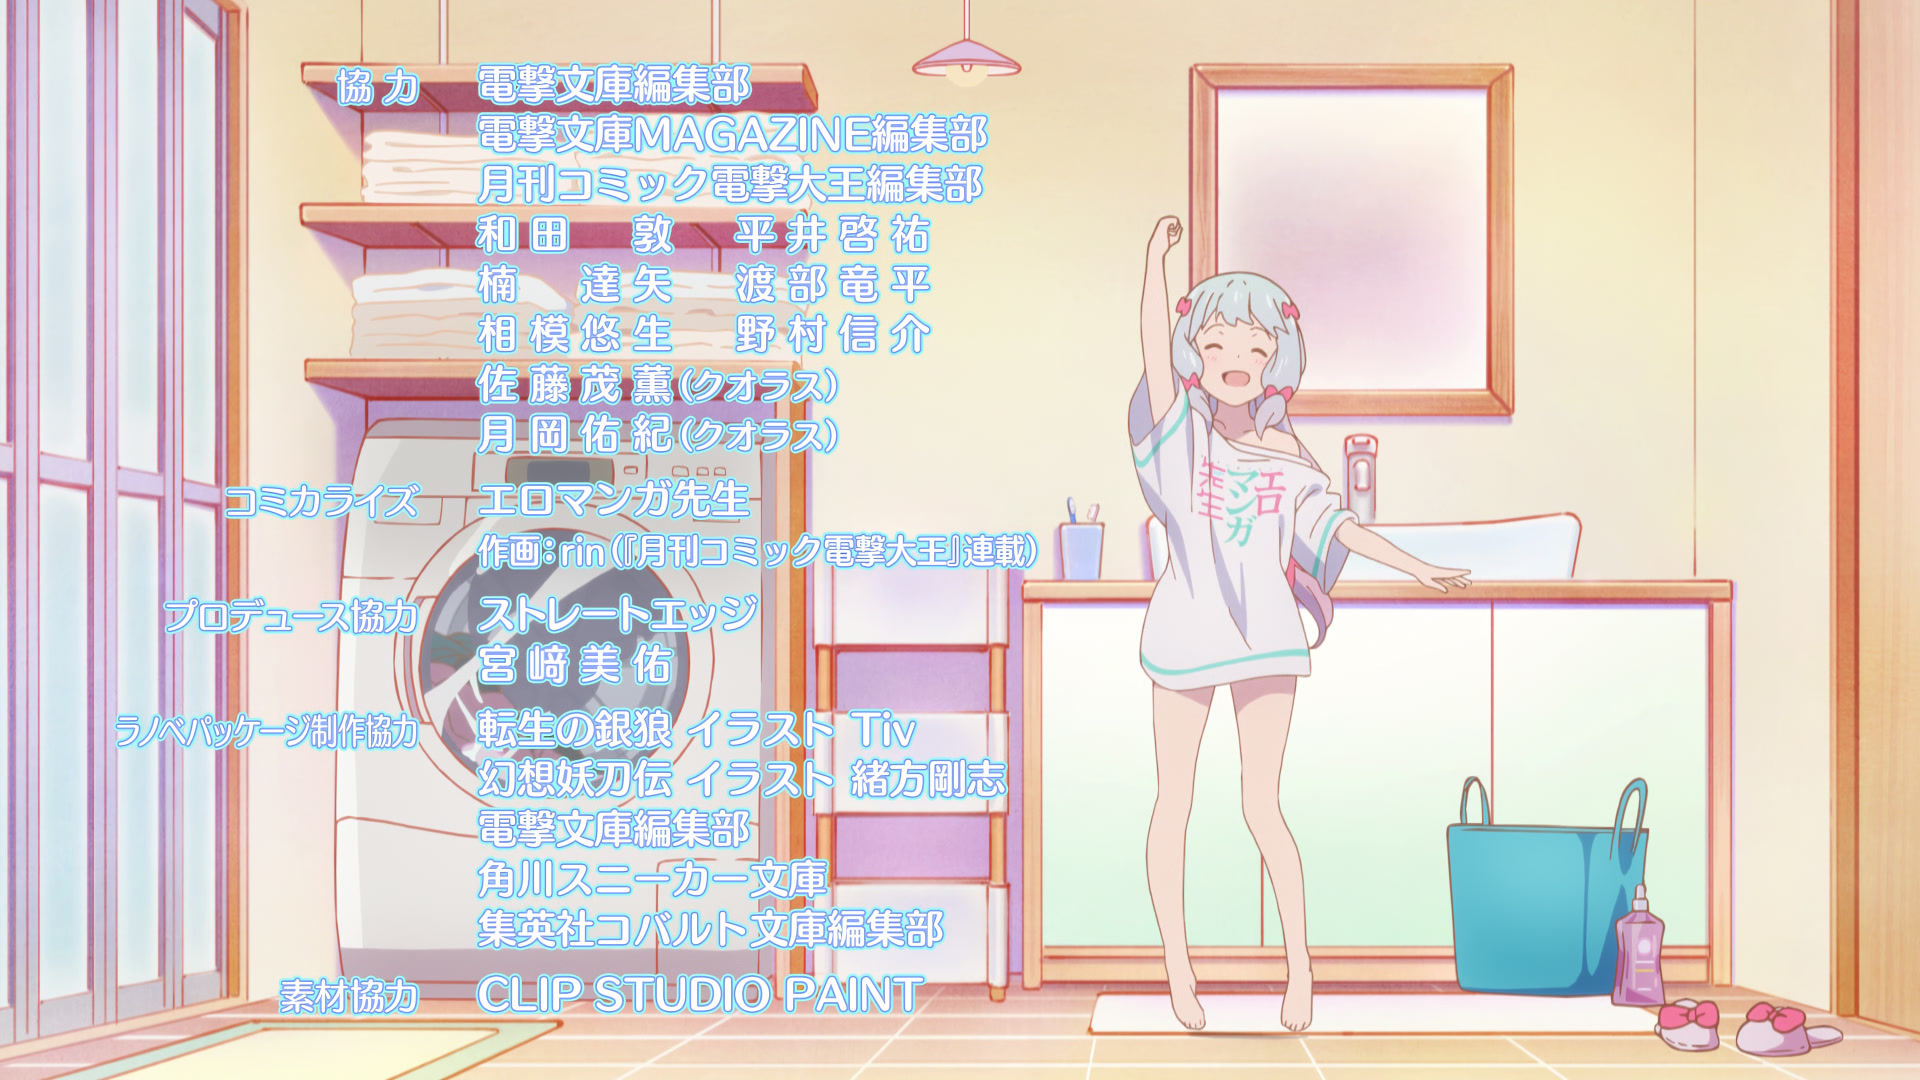 協力 電撃文庫編集部
電撃文庫MAGAZINE編集部
月刊コミック電撃大王編集部
和田 敦 平井啓祐
楠 達矢 渡部竜平
相模悠生 野村信介
佐藤茂薫(クオラス)
月岡佑紀(クオラス)
コミカライズ エロマンガ先生
作画:rin(『月刊コミック電撃大王』連載)
プロデュース協力 ストレートエッジ
宮﨑美佑
ラノベパッケージ制作協力 転生の銀狼 イラスト Tiv
幻想妖刀伝 イラスト 緒方剛志
電撃文庫編集部
角川スニーカー文庫
集英社コバルト文庫編集部
素材協力 CLIP STUDIO PAINT
エロ
マンガ
先生